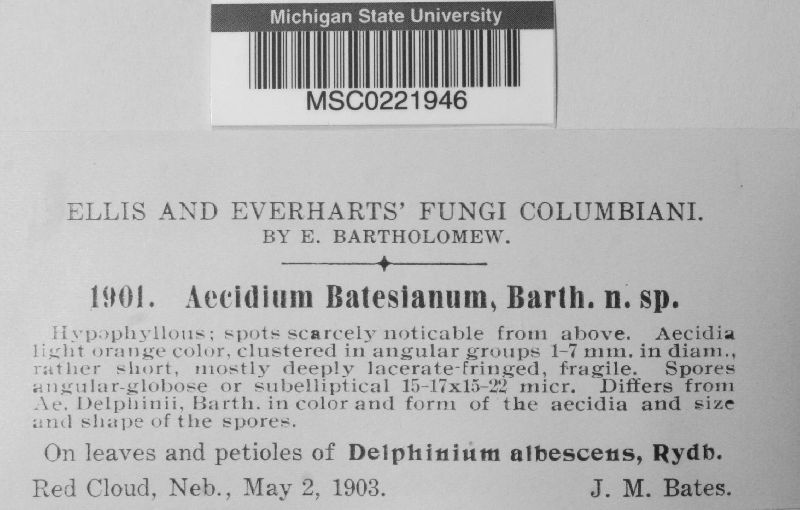 Michigan State University
MSC0221946
ELLIS AND EVERHARTS' FUNGI COLUMBIANI.
BY E. BARTHOLOMEW.
1901. Aecidium Batesianum, Barth. n. sp.
Hypophyllous; spots scarcely noticable from above. Aecidia
light orange color, clustered in angular groups 1-7 mm. in diam.,
rather short, mostly deeply lacerate-fringed, fragile. Spores
angular-globose or subelliptical 15-17x15-22 micr. Differs from
Ae. Delphinii, Barth. in color and form of the aecidia and size
and shape of the spores.
On leaves and petioles of Delphinium albescens, Rydb.
Red Cloud, Neb., May 2, 1903. J. M. Bates.